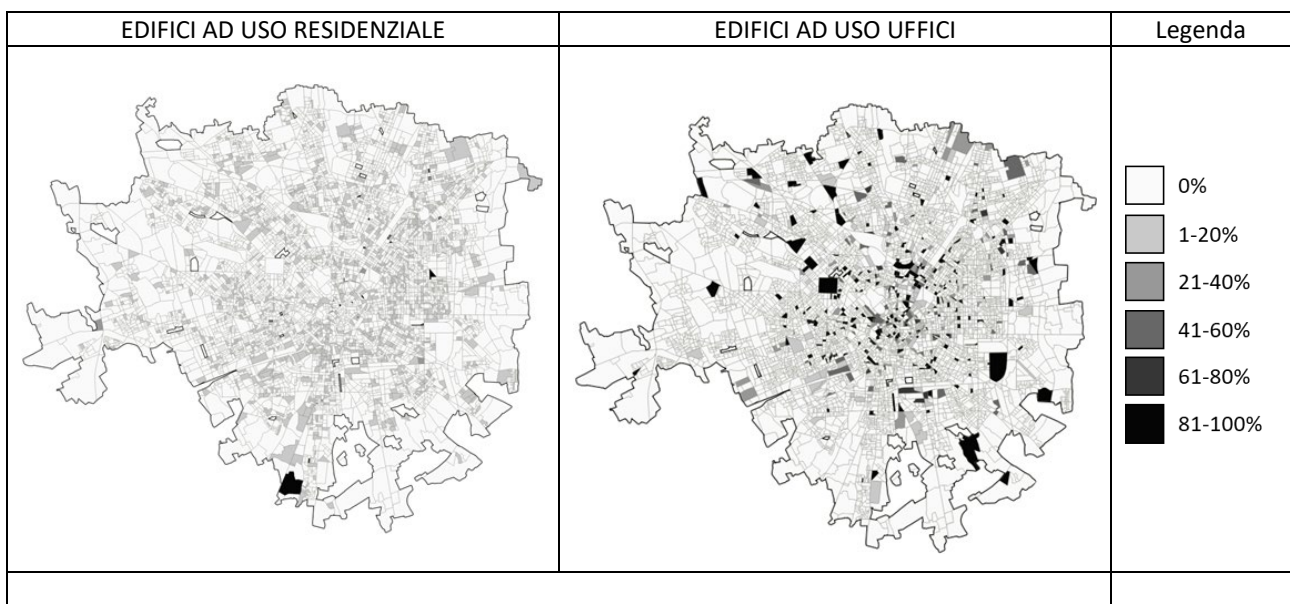 EDIFICI AD USO RESIDENZIALE
EDIFICI AD USO UFFICI
Legenda
0%
1-20%
21-40%
41-60%
61-80%
81-100%